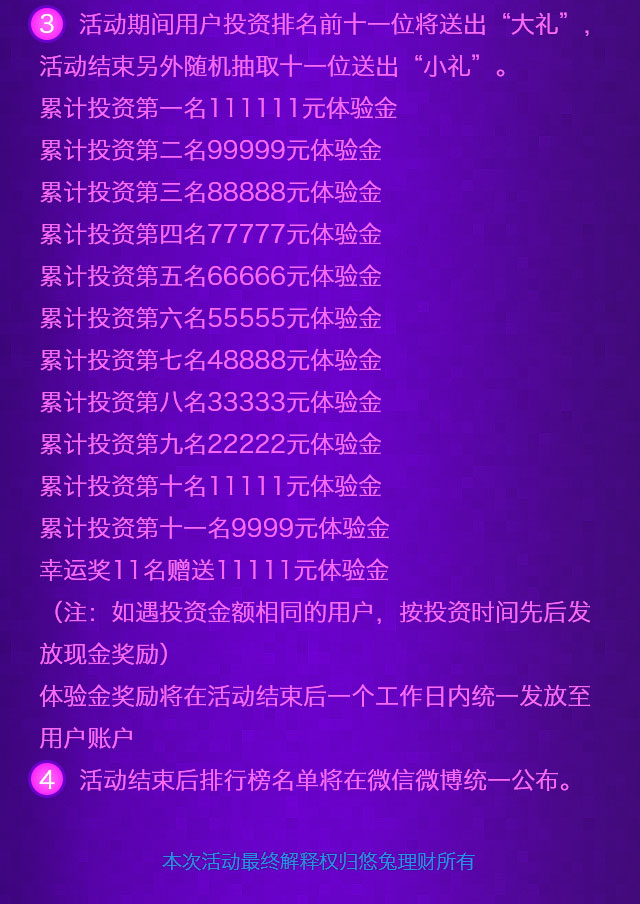 3 活动期间用户投资排名前十一位将送出“大礼”,
活动结束另外随机抽取十一位送出“小礼”。
累计投资第一名111111元体验金
累计投资第二名99999元体验金
累计投资第三名88888元体验金
累计投资第四名77777元体验金
累计投资第五名66666元体验金
累计投资第六名55555元体验金
累计投资第七名48888元体验金
累计投资第八名33333元体验金
累计投资第九名22222元体验金
累计投资第十名11111元体验金
累计投资第十一名9999元体验金
幸运奖11名赠送11111元体验金
（注：如遇投资金额相同的用户，按投资时间先后发
放现金奖励）
体验金奖励将在活动结束后一个工作日内统一发放至
用户账户
4 活动结束后排行榜名单将在微信微博统一公布。
本次活动最终解释权归悠兔理财所有